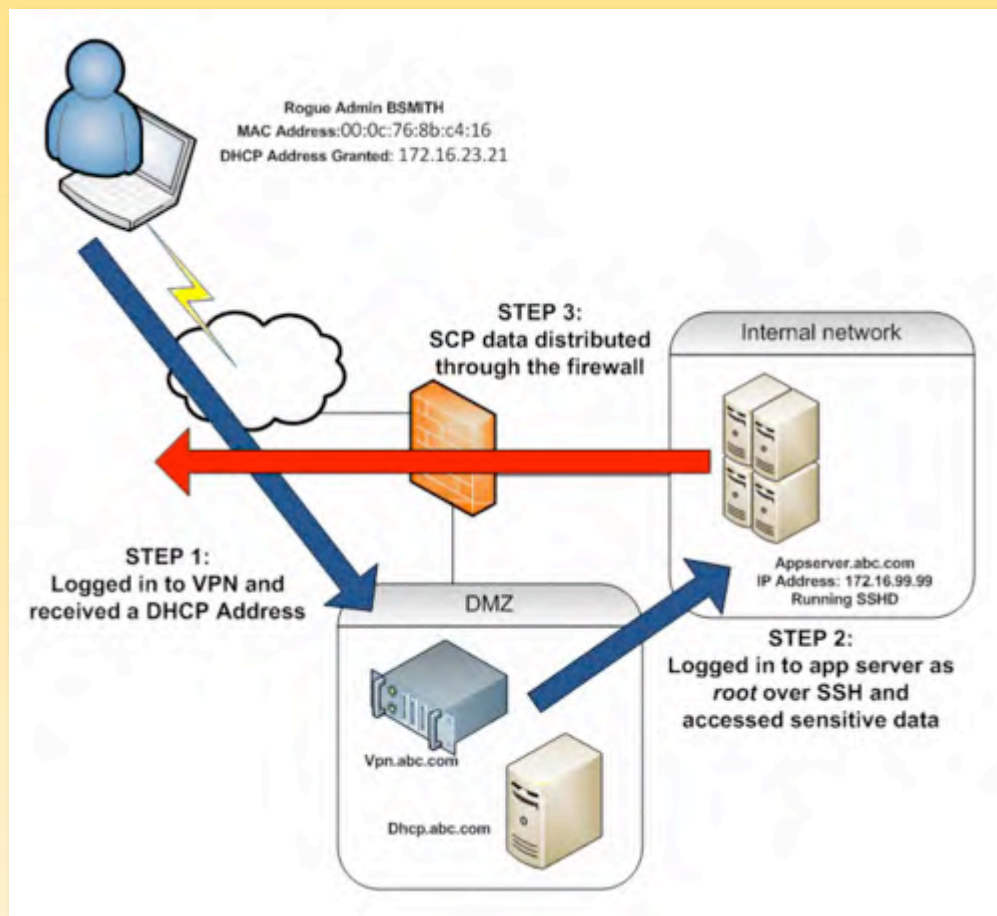 Rogue Admin BSMITH
MAC Address:00:0c:76:8b:c4:16
DHCP Address Granted: 172.16.23.21
STEP 3:
SCP data distributed
through the firewall
Internal network
Appserver.abc.com
IP Address: 172.16.99.99
Running SSHD
STEP 1:
Logged in to VPN and
received a DHCP Address
DMZ
Vpn.abc.com
Dhcp.abc.com
STEP 2:
Logged in to app server as
root over SSH and
accessed sensitive data